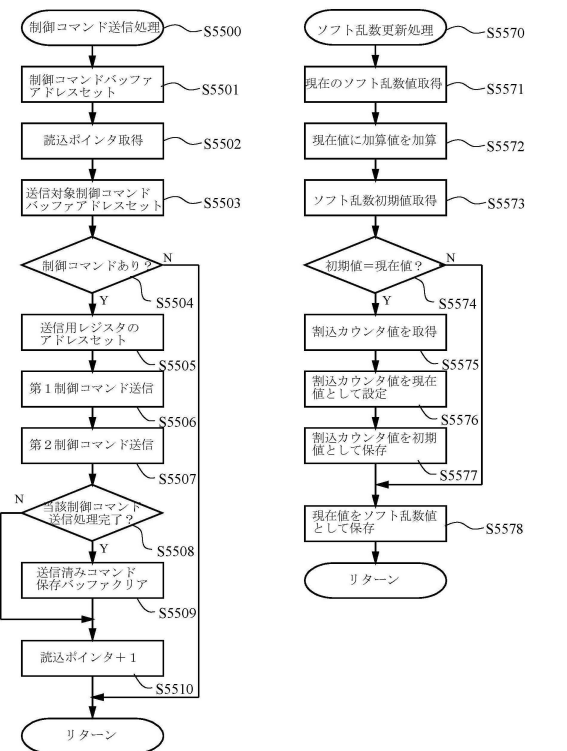 制御コマンド送信処理
S5500
制御コマンドバッファ
アドレスセット
S5501
読込ポインタ取得
S5502
送信対象制御コマンド
バッファアドレスセット
S5503
制御コマンドあり？
N
S5504
Y
送信用レジスタの
アドレスセット
S5505
第１制御コマンド送信
S5506
第２制御コマンド送信
S5507
N
当該制御コマンド
送信処理完了？
S5508
Y
送信済みコマンド
保存バッファクリア
S5509
読込ポインタ＋１
S5510
リターン
ソフト乱数更新処理
S5570
現在のソフト乱数値取得
S5571
現在値に加算値を加算
S5572
ソフト乱数初期値取得
S5573
初期値＝現在値？
N
S5574
Y
割込カウンタ値を取得
S5575
割込カウンタ値を現在
値として設定
S5576
割込カウンタ値を初期
値として保存
S5577
現在値をソフト乱数値
として保存
S5578
リターン